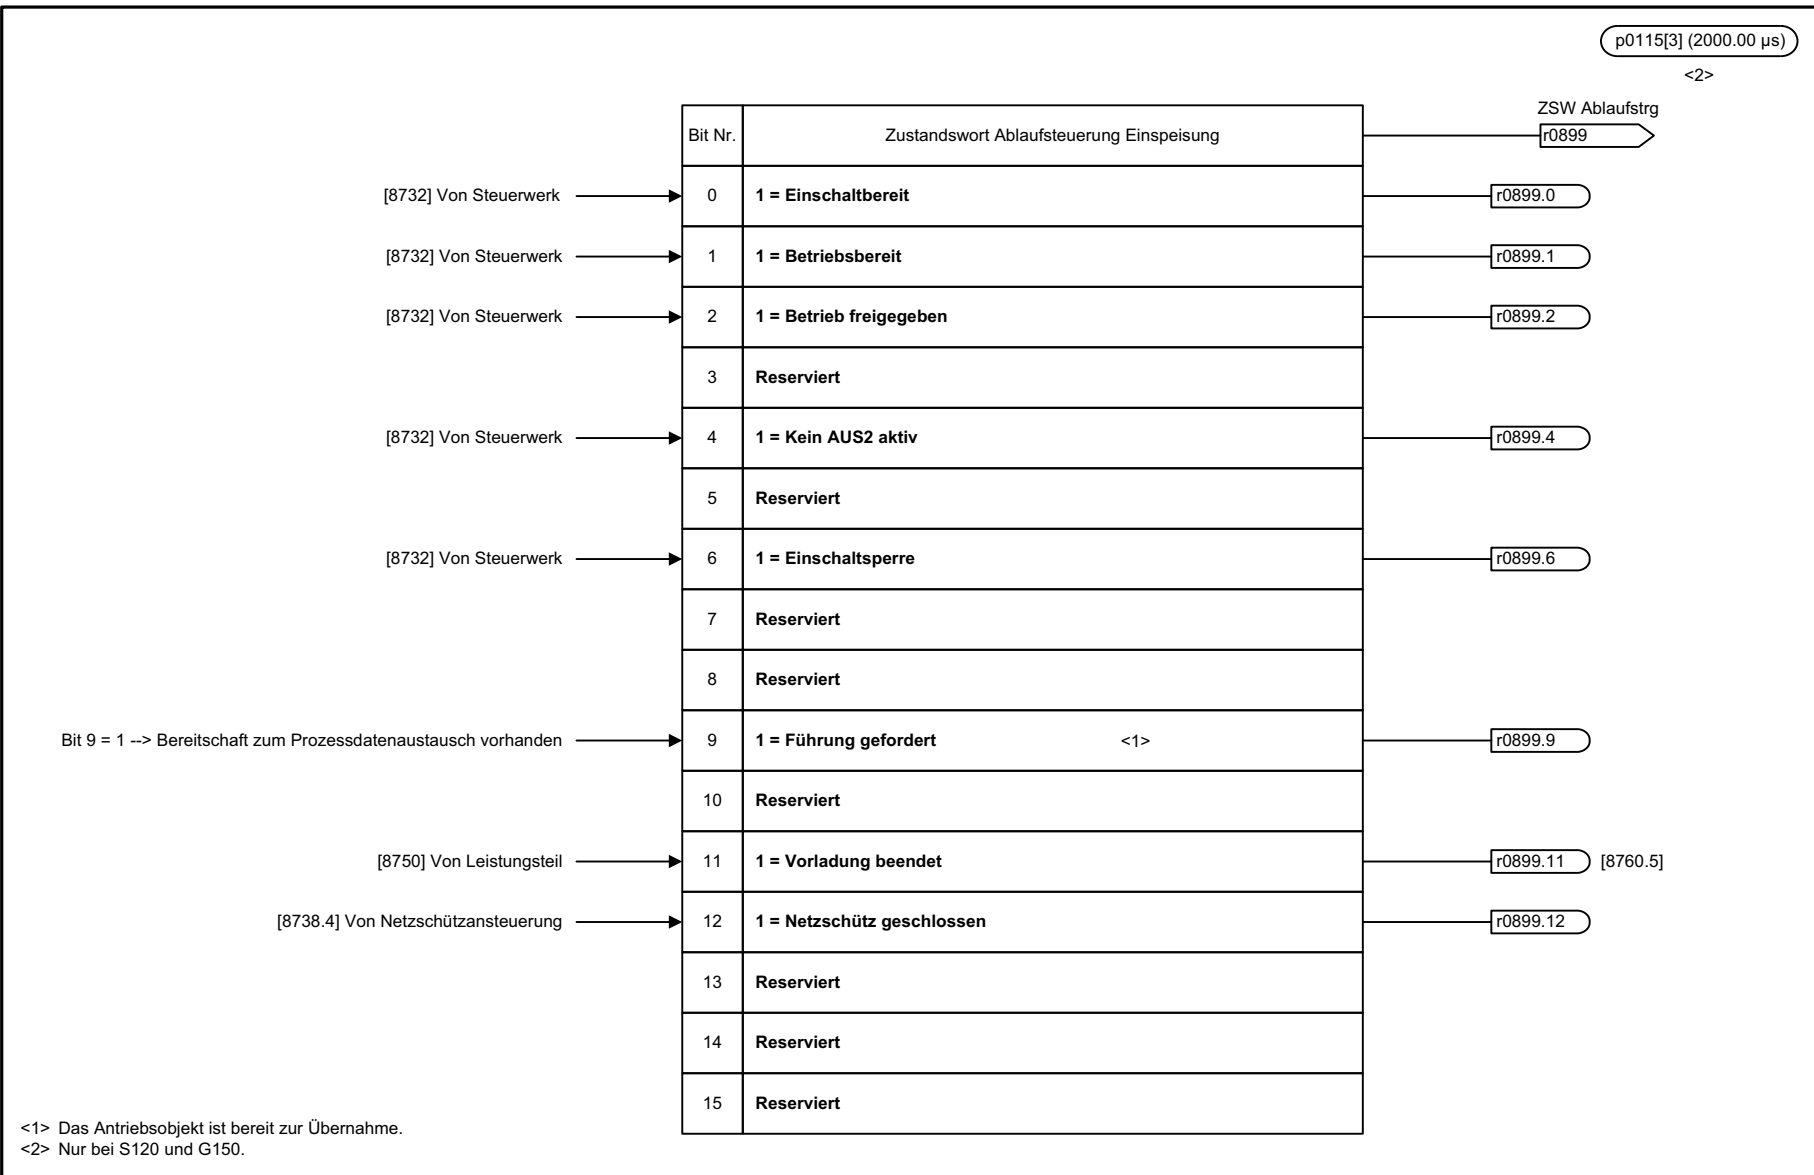 p0115[3] (2000.00 µs)
<2>
ZSW Ablaufstrg
Bit Nr. Zustandswort Ablaufsteuerung Einspeisung r0899
[8732] Von Steuerwerk 0 1 = Einschaltbereit r0899.0
[8732] Von Steuerwerk 1 1 = Betriebsbereit r0899.1
[8732] Von Steuerwerk 2 1 = Betrieb freigegeben r0899.2
3 Reserviert
[8732] Von Steuerwerk 4 1 = Kein AUS2 aktiv r0899.4
5 Reserviert
[8732] Von Steuerwerk 6 1 = Einschaltsperre r0899.6
7 Reserviert
8 Reserviert
Bit 9 = 1 --> Bereitschaft zum Prozessdatenaustausch vorhanden 9 1 = Führung gefordert <1> r0899.9
10 Reserviert
[8750] Von Leistungsteil 11 1 = Vorladung beendet r0899.11 [8760.5]
[8738.4] Von Netzschützansteuerung 12 1 = Netzschütz geschlossen r0899.12
13 Reserviert
14 Reserviert
15 Reserviert
<1> Das Antriebsobjekt ist bereit zur Übernahme.
<2> Nur bei S120 und G150.